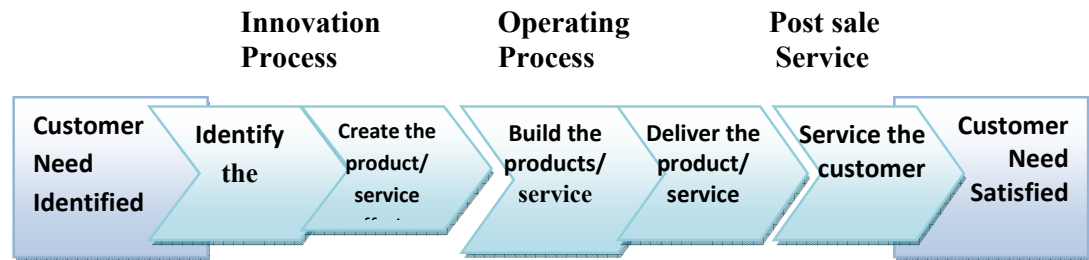 Innovation
Process
Operating
Process
Post sale
Service
Customer
Need
Identified
Identify
the
Create the
product/
service
Build the
products/
service
Deliver the
product/
service
Service the
customer
Customer
Need
Satisfied